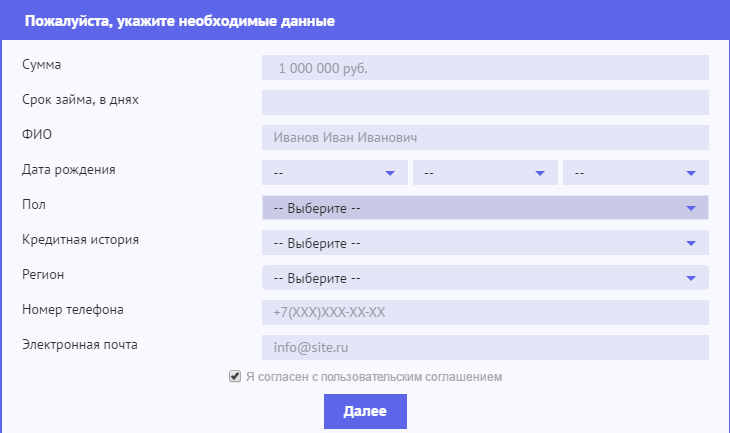 Пожалуйста, укажите необходимые данные
Сумма 1 000 000 руб.
Срок займа, в днях
ФИО Иванов Иван Иванович
Дата рождения -- -- --
Пол -- Выберите --
Кредитная история -- Выберите --
Регион -- Выберите --
Номер телефона +7(XXX)XXX-XX-XX
Электронная почта info@site.ru
Я согласен с пользовательским соглашением
Далее